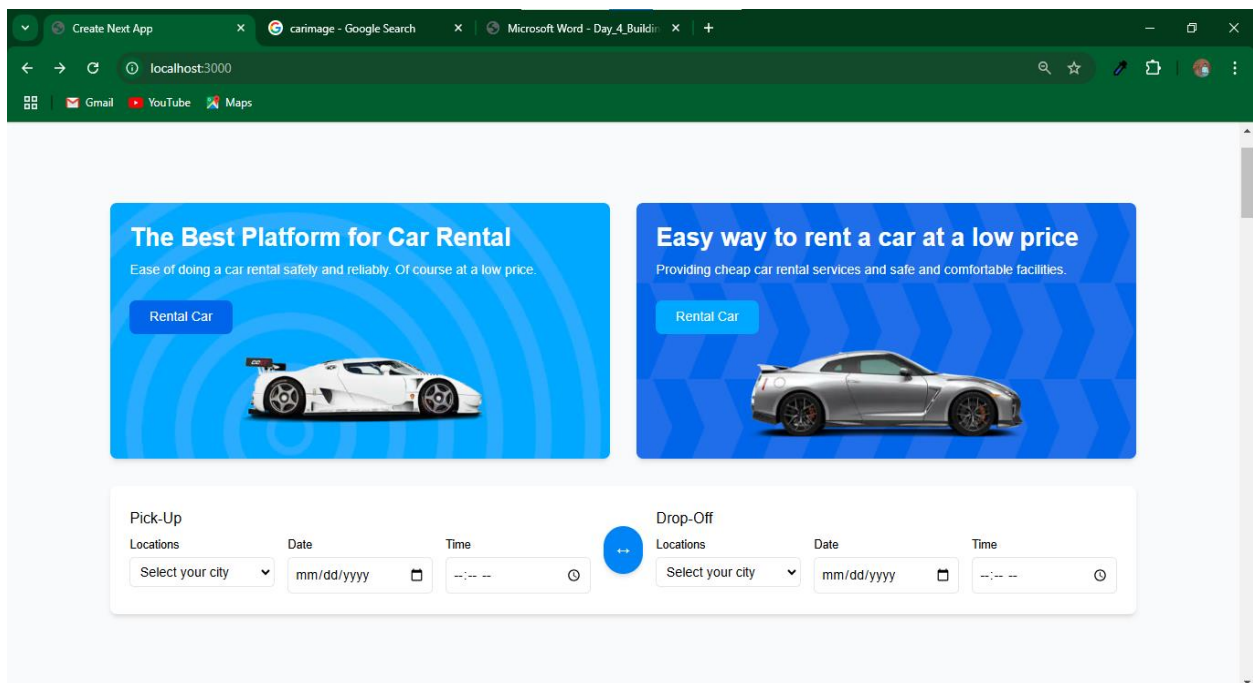 Create Next App
carimage - Google Search
Microsoft Word - Day_4_Buildin
localhost:3000
Gmail
YouTube
Maps
The Best Platform for Car Rental
Ease of doing a car rental safely and reliably. Of course at a low price.
Rental Car
Easy way to rent a car at a low price
Providing cheap car rental services and safe and comfortable facilities.
Rental Car
Pick-Up
Locations
Date
Time
Select your city
mm/dd/yyyy
--:-- --
Drop-Off
Locations
Date
Time
Select your city
mm/dd/yyyy
--:-- --